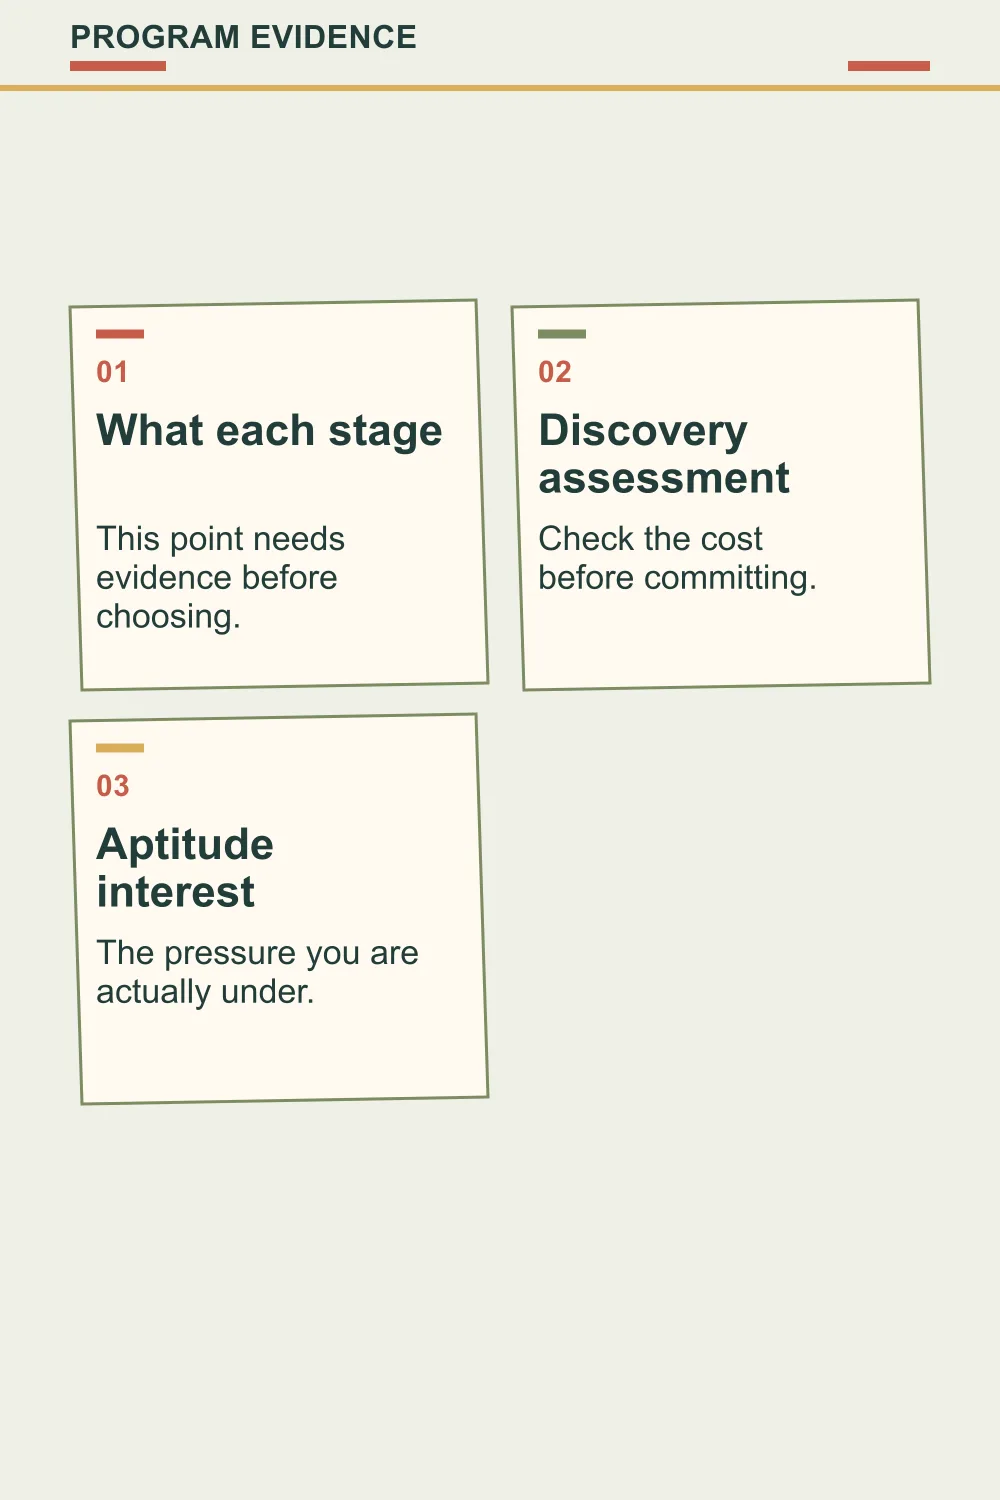 PROGRAM EVIDENCE
01
What each stage
This point needs
evidence before
choosing.
02
Discovery
assessment
Check the cost
before committing.
03
Aptitude
interest
The pressure you are
actually under.